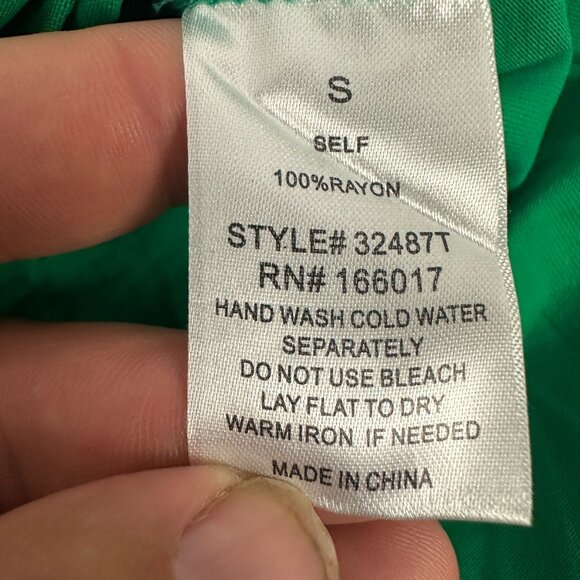 S
SELF
100%RAYON
STYLE# 32487T
RN# 166017
HAND WASH COLD WATER
SEPARATELY
DO NOT USE BLEACH
LAY FLAT TO DRY
WARM IRON IF NEEDED
MADE IN CHINA